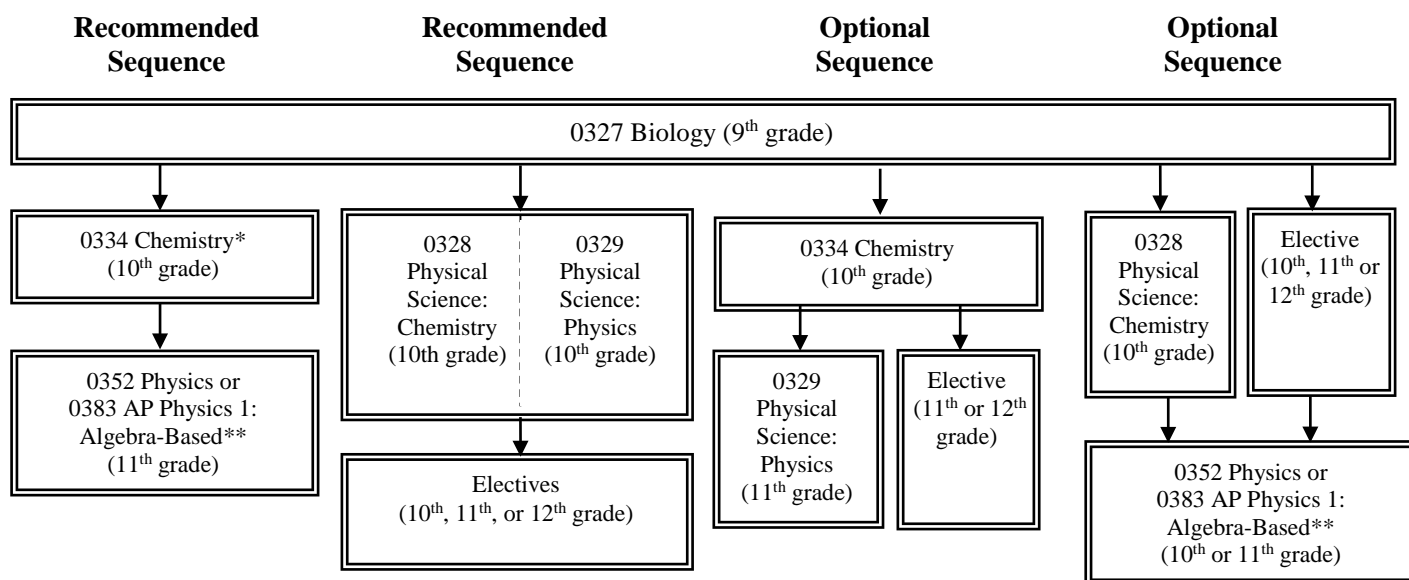 Recommended
Sequence
Recommended
Sequence
Optional
Sequence
Optional
Sequence
0327 Biology (9th grade)
0334 Chemistry*
(10th grade)
0352 Physics or
0383 AP Physics 1:
Algebra-Based**
(11th grade)
0328
Physical
Science:
Chemistry
(10th grade)
0329
Physical
Science:
Physics
(10th grade)
Electives
(10th, 11th, or 12th grade)
0334 Chemistry
(10th grade)
0329
Physical
Science:
Physics
(11th grade)
Elective
(11th or 12th
grade)
0328
Physical
Science:
Chemistry
(10th grade)
Elective
(10th, 11th or
12th grade)
0352 Physics or
0383 AP Physics 1:
Algebra-Based**
(10th or 11th grade)